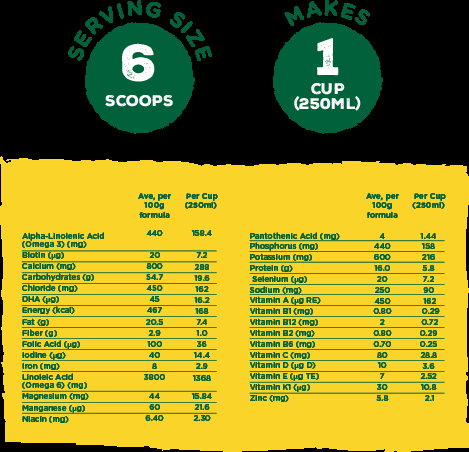 SERVING SIZE
6
SCOOPS
MAKES
1
CUP
(250ML)
Ave, per 100g formula Per Cup (250ml)
Alpha-Linolenic Acid (Omega 3) (mg) 440 158.4
Biotin (µg) 20 7.2
Calcium (mg) 800 288
Carbohydrates (g) 54.7 19.6
Chloride (mg) 450 162
DHA (µg) 45 16.2
Energy (kcal) 467 168
Fat (g) 20.5 7.4
Fiber (g) 2.9 1.0
Folic Acid (µg) 100 36
Iodine (µg) 40 14.4
Iron (mg) 8 2.9
Linoleic Acid (Omega 6) (mg) 3800 1368
Magnesium (mg) 44 15.84
Manganese (µg) 60 21.6
Niacin (mg) 6.40 2.30
Ave, per 100g formula Per Cup (250ml)
Pantothenic Acid (mg) 4 1.44
Phosphorus (mg) 440 158
Potassium (mg) 600 216
Protein (g) 16.0 5.8
Selenium (µg) 20 7.2
Sodium (mg) 250 90
Vitamin A (µg RE) 450 162
Vitamin B1 (mg) 0.80 0.29
Vitamin B12 (mg) 2 0.72
Vitamin B2 (mg) 0.80 0.29
Vitamin B6 (mg) 0.70 0.25
Vitamin C (mg) 80 28.8
Vitamin D (µg D) 10 3.6
Vitamin E (µg TE) 7 2.52
Vitamin K1 (µg) 30 10.8
Zinc (mg) 5.8 2.1